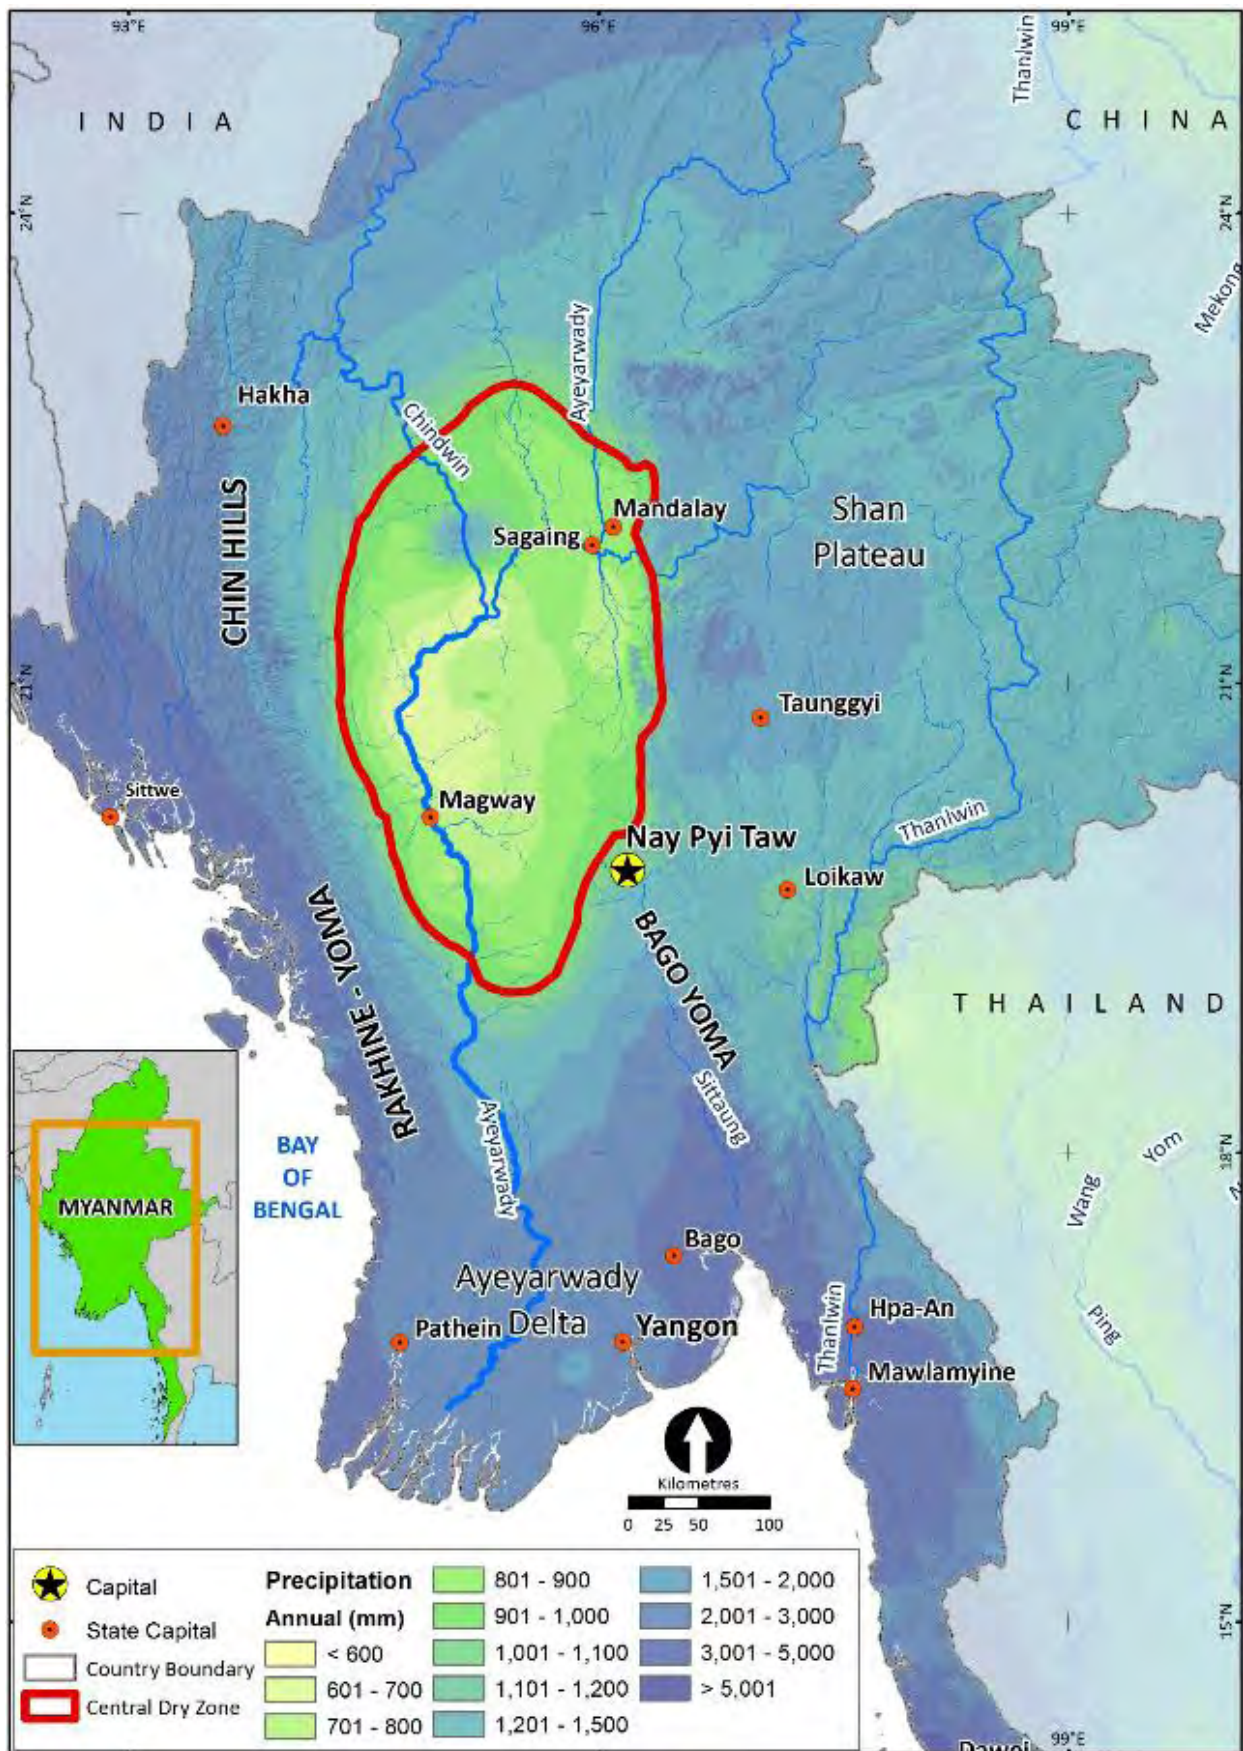 93°E
96°E
99°E
Thanlwin
INDIA
CHINA
24°N
24°N
Mekong
Hakha
Ayeyarwady
Chindwin
CHIN HILLS
Mandalay
Sagaing
Shan
Plateau
21°N
21°N
Taunggyi
Sittwe
Magway
Thanlwin
Nay Pyi Taw
Loikaw
RAKHINE - YOMA
BAGO YOMA
THAILAND
Sittaung
Ayeyarwady
18°N
Yom
Wang
MYANMAR
BAY
OF
BENGAL
Bago
Ayeyarwady
Delta
Pathein
Yangon
Thanlwin
Hpa-An
Ping
Mawlamyine
Kilometres
0 25 50 100
15°N
Capital
State Capital
Country Boundary
Central Dry Zone
Precipitation
Annual (mm)
< 600
601 - 700
701 - 800
801 - 900
901 - 1,000
1,001 - 1,100
1,101 - 1,200
1,201 - 1,500
1,501 - 2,000
2,001 - 3,000
3,001 - 5,000
> 5,001
99°E